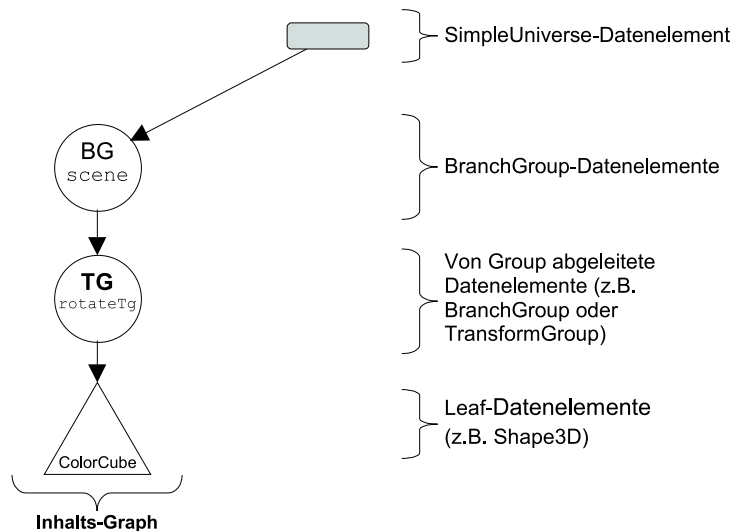 SimpleUniverse-Datenelement
BG
scene
BranchGroup-Datenelemente
TG
rotateTg
Von Group abgeleitete
Datenelemente (z.B.
BranchGroup oder
TransformGroup)
Leaf-Datenelemente
(z.B. Shape3D)
ColorCube
Inhalts-Graph